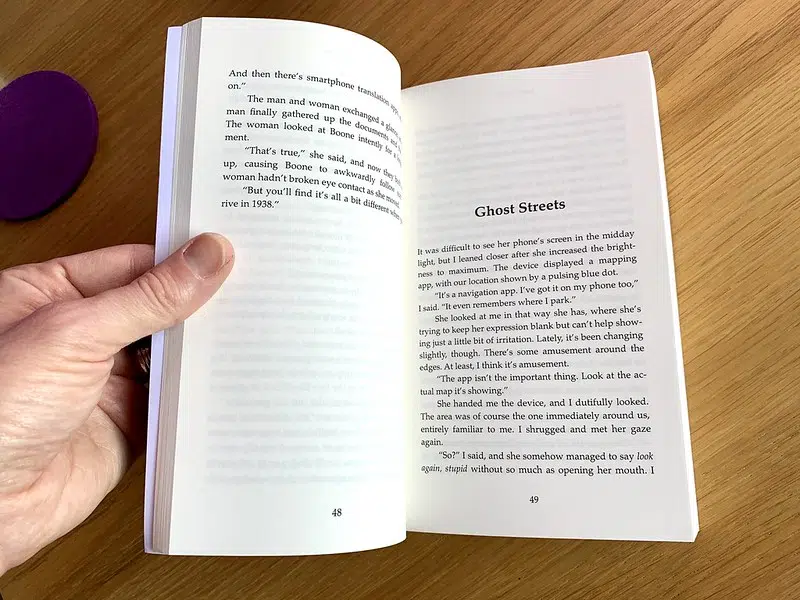 And then there's smartphone translation
on."
The man and woman exchanged a glance
man finally gathered up the documents and
The woman looked at Boone intently for a
ment.
"That's true," she said, and now they both
up, causing Boone to awkwardly follow
woman hadn't broken eye contact as she moved.
"But you'll find it's all a bit different when
rive in 1938."
48
Ghost Streets
It was difficult to see her phone's screen in the midday
light, but I leaned closer after she increased the bright-
ness to maximum. The device displayed a mapping
app, with our location shown by a pulsing blue dot.
"It's a navigation app. I've got it on my phone too,"
I said. "It even remembers where I park."
She looked at me in that way she has, where she's
trying to keep her expression blank but can't help show-
ing just a little bit of irritation. Lately, it's been changing
slightly, though. There's some amusement around the
edges. At least, I think it's amusement.
"The app isn't the important thing. Look at the ac-
tual map it's showing."
She handed me the device, and I dutifully looked.
The area was of course the one immediately around us,
entirely familiar to me. I shrugged and met her gaze
again.
"So?" I said, and she somehow managed to say look
again, stupid without so much as opening her mouth. I
49